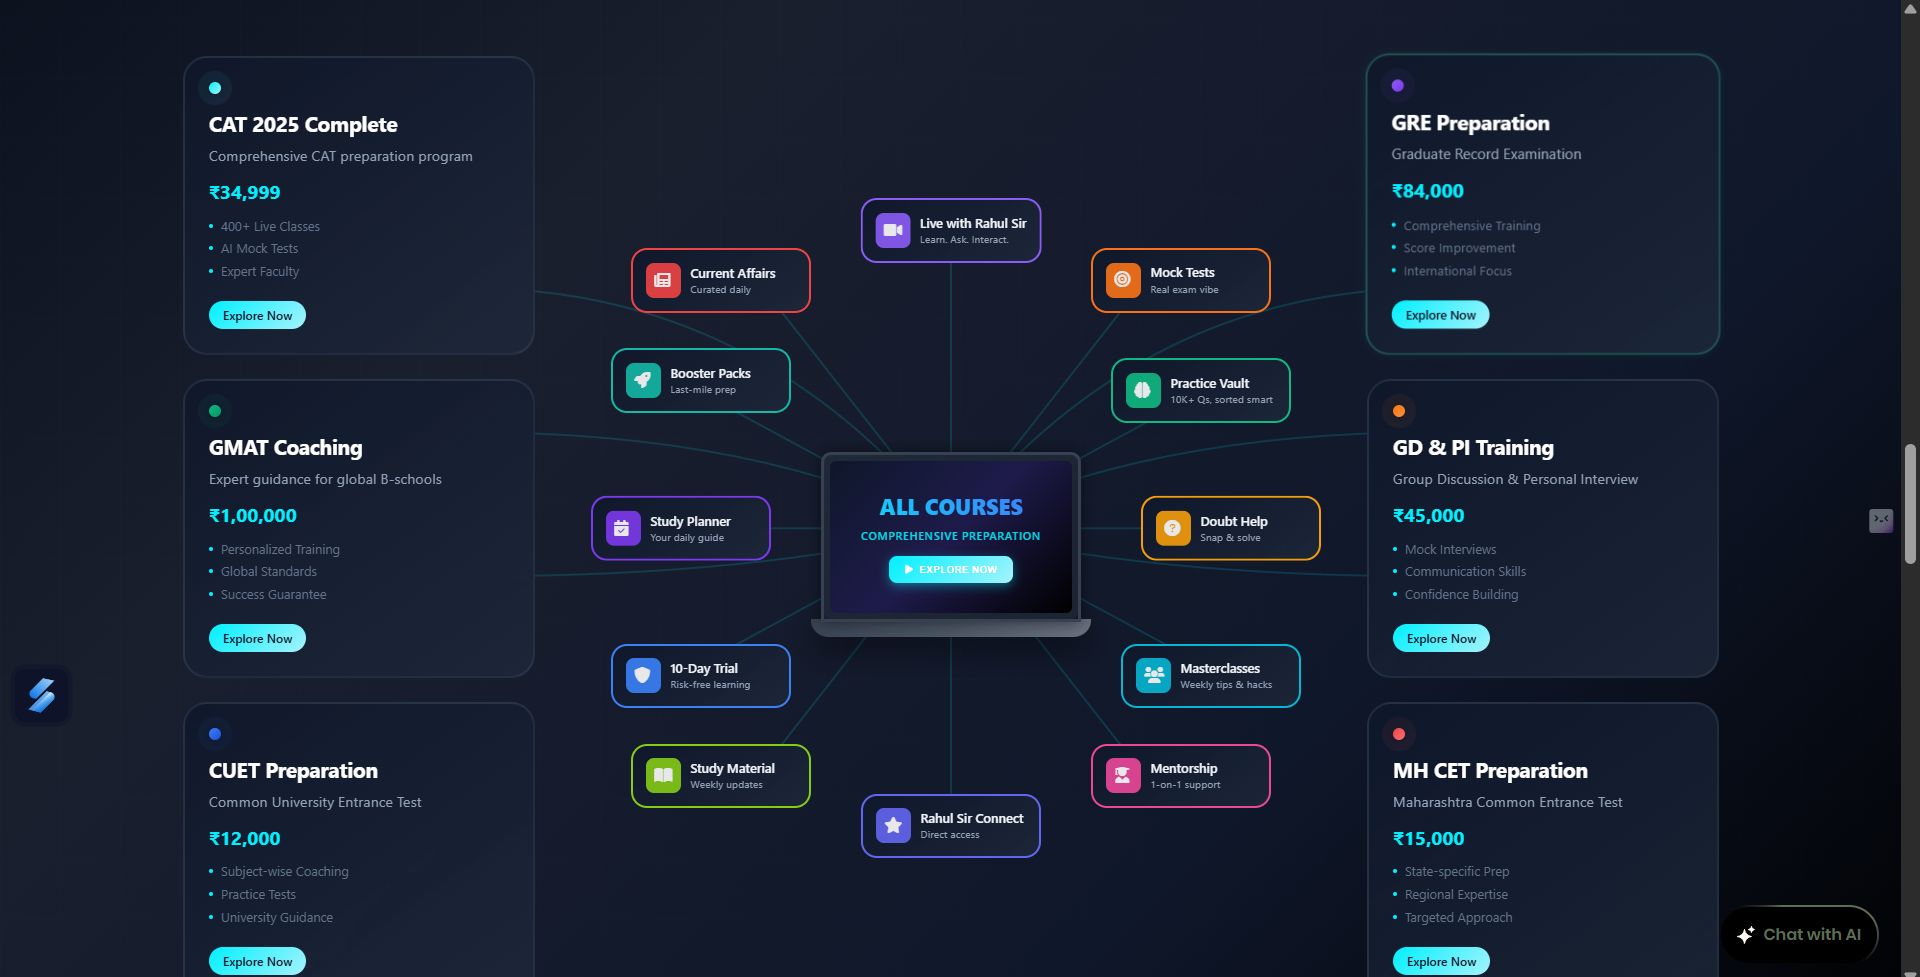 CAT 2025 Complete
Comprehensive CAT preparation program
₹34,999
400+ Live Classes
AI Mock Tests
Expert Faculty
Explore Now
GMAT Coaching
Expert guidance for global B-schools
₹1,00,000
Personalized Training
Global Standards
Success Guarantee
Explore Now
CUET Preparation
Common University Entrance Test
₹12,000
Subject-wise Coaching
Practice Tests
University Guidance
Explore Now
Live with Rahul Sir
Learn. Ask. Interact.
Current Affairs
Curated daily
Mock Tests
Real exam vibe
Booster Packs
Last-mile prep
Practice Vault
10K+ Qs, sorted smart
Study Planner
Your daily guide
ALL COURSES
COMPREHENSIVE PREPARATION
EXPLORE NOW
Doubt Help
Snap & solve
10-Day Trial
Risk-free learning
Masterclasses
Weekly tips & hacks
Study Material
Weekly updates
Mentorship
1-on-1 support
Rahul Sir Connect
Direct access
GRE Preparation
Graduate Record Examination
₹84,000
Comprehensive Training
Score Improvement
International Focus
Explore Now
GD & PI Training
Group Discussion & Personal Interview
₹45,000
Mock Interviews
Communication Skills
Confidence Building
Explore Now
MH CET Preparation
Maharashtra Common Entrance Test
₹15,000
State-specific Prep
Regional Expertise
Targeted Approach
Explore Now
Chat with AI